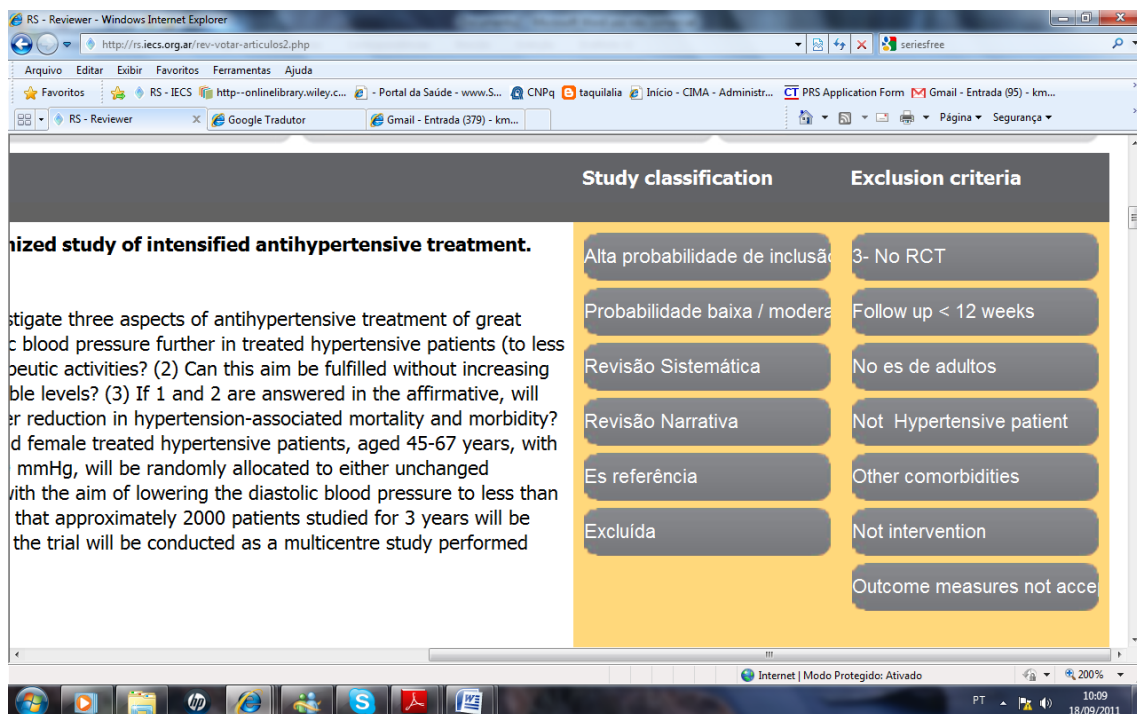 RS - Reviewer - Windows Internet Explorer
http://rs.iecs.org.ar/rev-votar-articulos2.php
seriesfree
Arquivo Editar Exibir Favoritos Ferramentas Ajuda
Favoritos RS - IECS http--onlinelibrary.wiley.c... - Portal da Saúde - www.S... CNPq taquilalia Início - CIMA - Administr... CT PRS Application Form Gmail - Entrada (95) - km...
RS - Reviewer Google Tradutor Gmail - Entrada (379) - km... Página Segurança
Study classification Exclusion criteria
nized study of intensified antihypertensive treatment.
stigate three aspects of antihypertensive treatment of great
c blood pressure further in treated hypertensive patients (to less
peutic activities? (2) Can this aim be fulfilled without increasing
ble levels? (3) If 1 and 2 are answered in the affirmative, will
er reduction in hypertension-associated mortality and morbidity?
d female treated hypertensive patients, aged 45-67 years, with
mmHg, will be randomly allocated to either unchanged
with the aim of lowering the diastolic blood pressure to less than
that approximately 2000 patients studied for 3 years will be
the trial will be conducted as a multicentre study performed
Alta probabilidade de inclusão
Probabilidade baixa / modera
Revisão Sistemática
Revisão Narrativa
Es referência
Excluída
3- No RCT
Follow up < 12 weeks
No es de adultos
Not Hypertensive patient
Other comorbidities
Not intervention
Outcome measures not acce
Internet | Modo Protegido: Ativado 200%
PT 10:09
18/09/2011